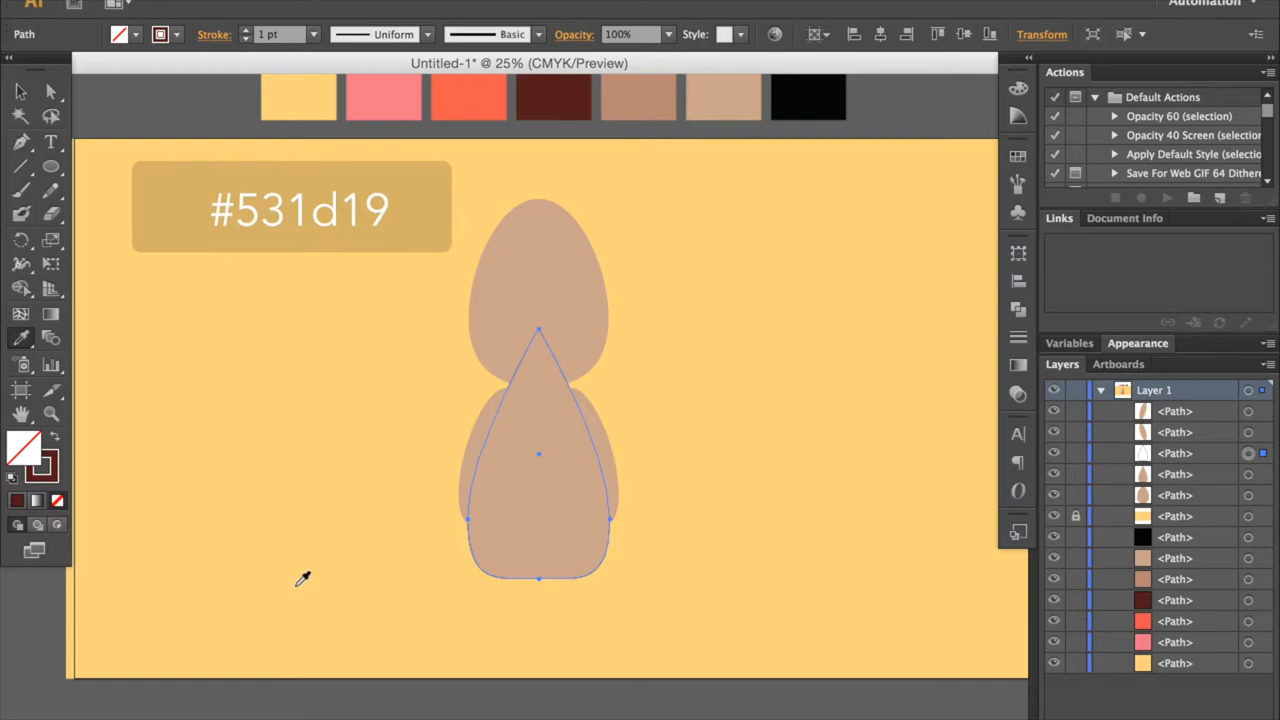 Ai
Automation
Path
Stroke:
1 pt
Uniform
Basic
Opacity:
100%
Style:
Transform
Untitled-1* @ 25% (CMYK/Preview)
#531d19
Actions
Default Actions
Opacity 60 (selection)
Opacity 40 Screen (selection
Apply Default Style (selectio
Save For Web GIF 64 Dithere
Links Document Info
Variables Appearance
Layers Artboards
Layer 1
<Path>
<Path>
<Path>
<Path>
<Path>
<Path>
<Path>
<Path>
<Path>
<Path>
<Path>
<Path>
<Path>